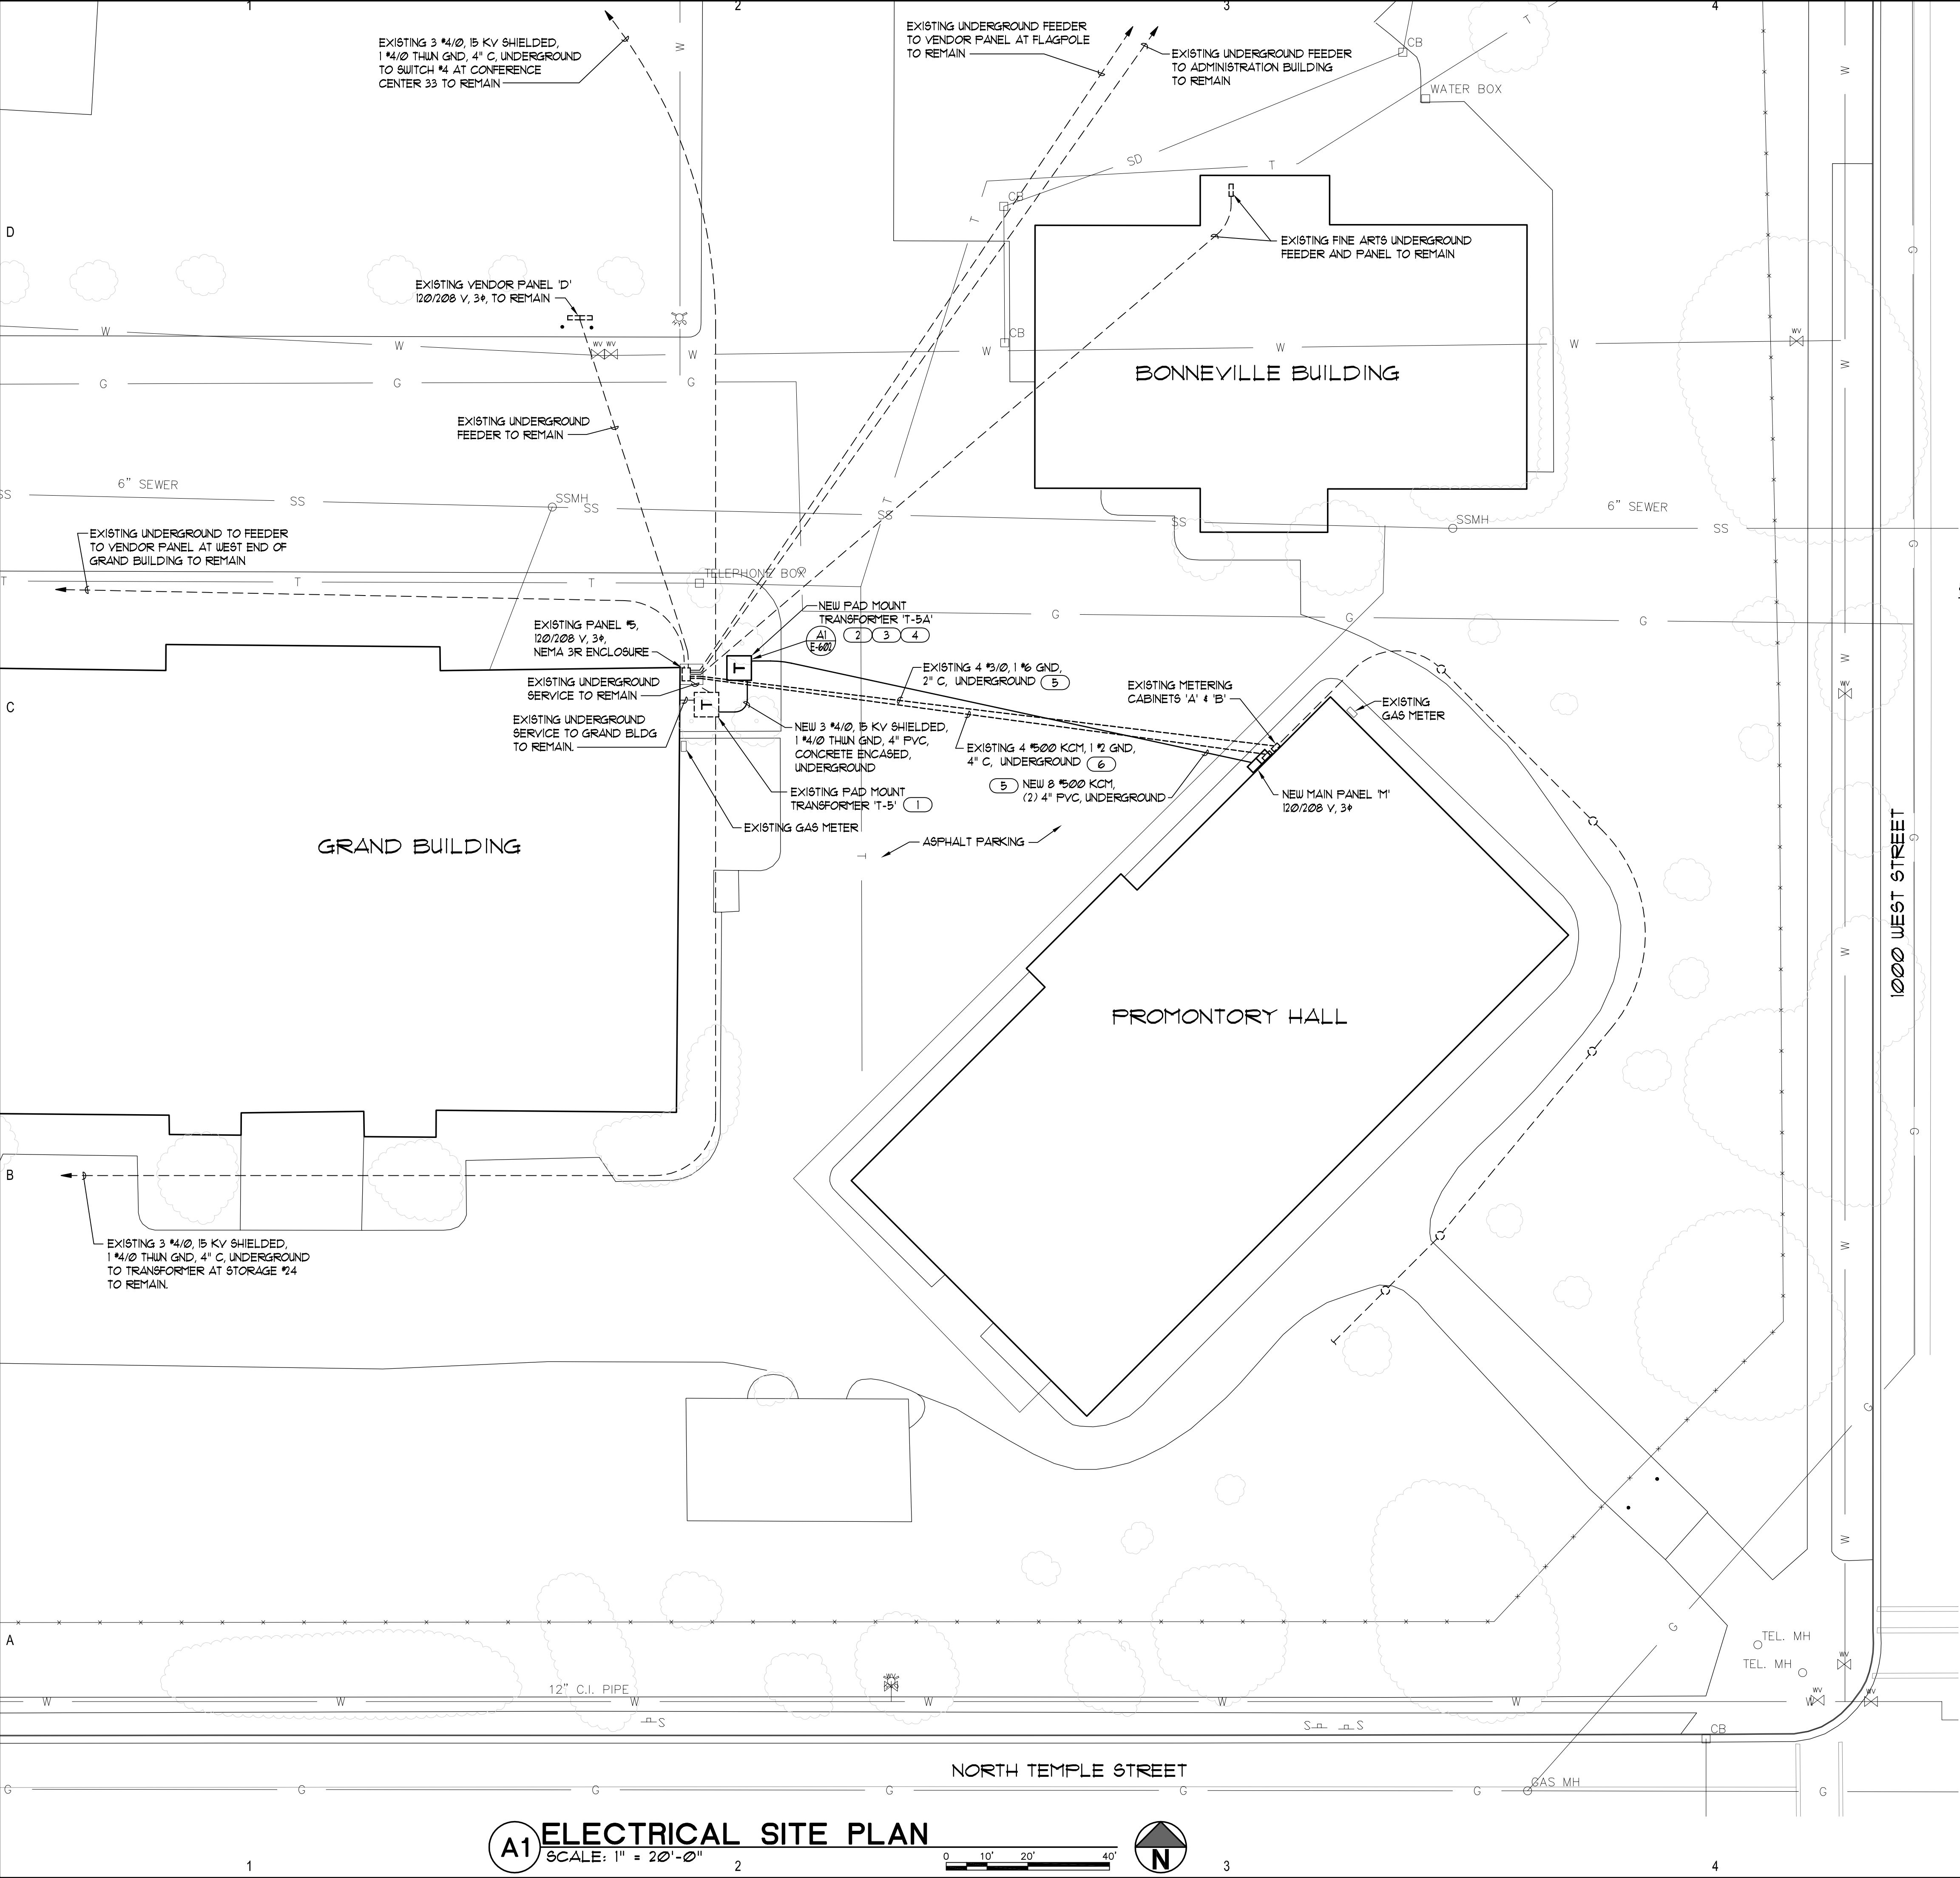 1
2
3
4
EXISTING 3 #4/0, 15 KV SHIELDED,
1 #4/0 THWN GND, 4" C, UNDERGROUND
TO SWITCH #4 AT CONFERENCE
CENTER 33 TO REMAIN
W
EXISTING UNDERGROUND FEEDER
TO VENDOR PANEL AT FLAGPOLE
TO REMAIN
EXISTING UNDERGROUND FEEDER
TO ADMINISTRATION BUILDING
TO REMAIN
T
CB
WATER BOX
W
SD
T
CB
T
D
EXISTING FINE ARTS UNDERGROUND
FEEDER AND PANEL TO REMAIN
G
EXISTING VENDOR PANEL 'D'
120/208 V, 3ϕ, TO REMAIN
W
W
WV WV
W
W
CB
W
W
WV
W
G
G
G
BONNEVILLE BUILDING
EXISTING UNDERGROUND
FEEDER TO REMAIN
SS
6" SEWER
SS
SSMH
SS
T
SS
SS
SSMH
6" SEWER
SS
G
EXISTING UNDERGROUND TO FEEDER
TO VENDOR PANEL AT WEST END OF
GRAND BUILDING TO REMAIN
T
T
T
TELEPHONE BOX
NEW PAD MOUNT
TRANSFORMER 'T-5A'
A1
E-602
2
3
4
G
G
G
EXISTING PANEL #5,
120/208 V, 3ϕ,
NEMA 3R ENCLOSURE
C
T
T
EXISTING UNDERGROUND
SERVICE TO REMAIN
EXISTING UNDERGROUND
SERVICE TO GRAND BLDG
TO REMAIN.
EXISTING 4 #3/0, 1 #6 GND,
2" C, UNDERGROUND 5
EXISTING METERING
CABINETS 'A' & 'B'
EXISTING
GAS METER
W
WV
NEW 3 #4/0, 15 KV SHIELDED,
1 #4/0 THWN GND, 4" PVC,
CONCRETE ENCASED,
UNDERGROUND
EXISTING 4 #500 KCM, 1 #2 GND,
4" C, UNDERGROUND 6
5 NEW 8 #500 KCM,
(2) 4" PVC, UNDERGROUND
NEW MAIN PANEL 'M'
120/208 V, 3ϕ
EXISTING PAD MOUNT
TRANSFORMER 'T-5' 1
EXISTING GAS METER
ASPHALT PARKING
T
GRAND BUILDING
G
1000 WEST STREET
W
PROMONTORY HALL
G
B
EXISTING 3 #4/0, 15 KV SHIELDED,
1 #4/0 THWN GND, 4" C, UNDERGROUND
TO TRANSFORMER AT STORAGE #24
TO REMAIN.
W
G
W
A
G
TEL. MH
TEL. MH
WV
12" C.I. PIPE
W
W
W
WV
W
W
W
W
WV
WV
S
S
S
CB
NORTH TEMPLE STREET
G
G
G
G
G
G
GAS MH
G
A1
ELECTRICAL SITE PLAN
SCALE: 1" = 20'-0"
0 10' 20' 40'
N
1
2
3
4